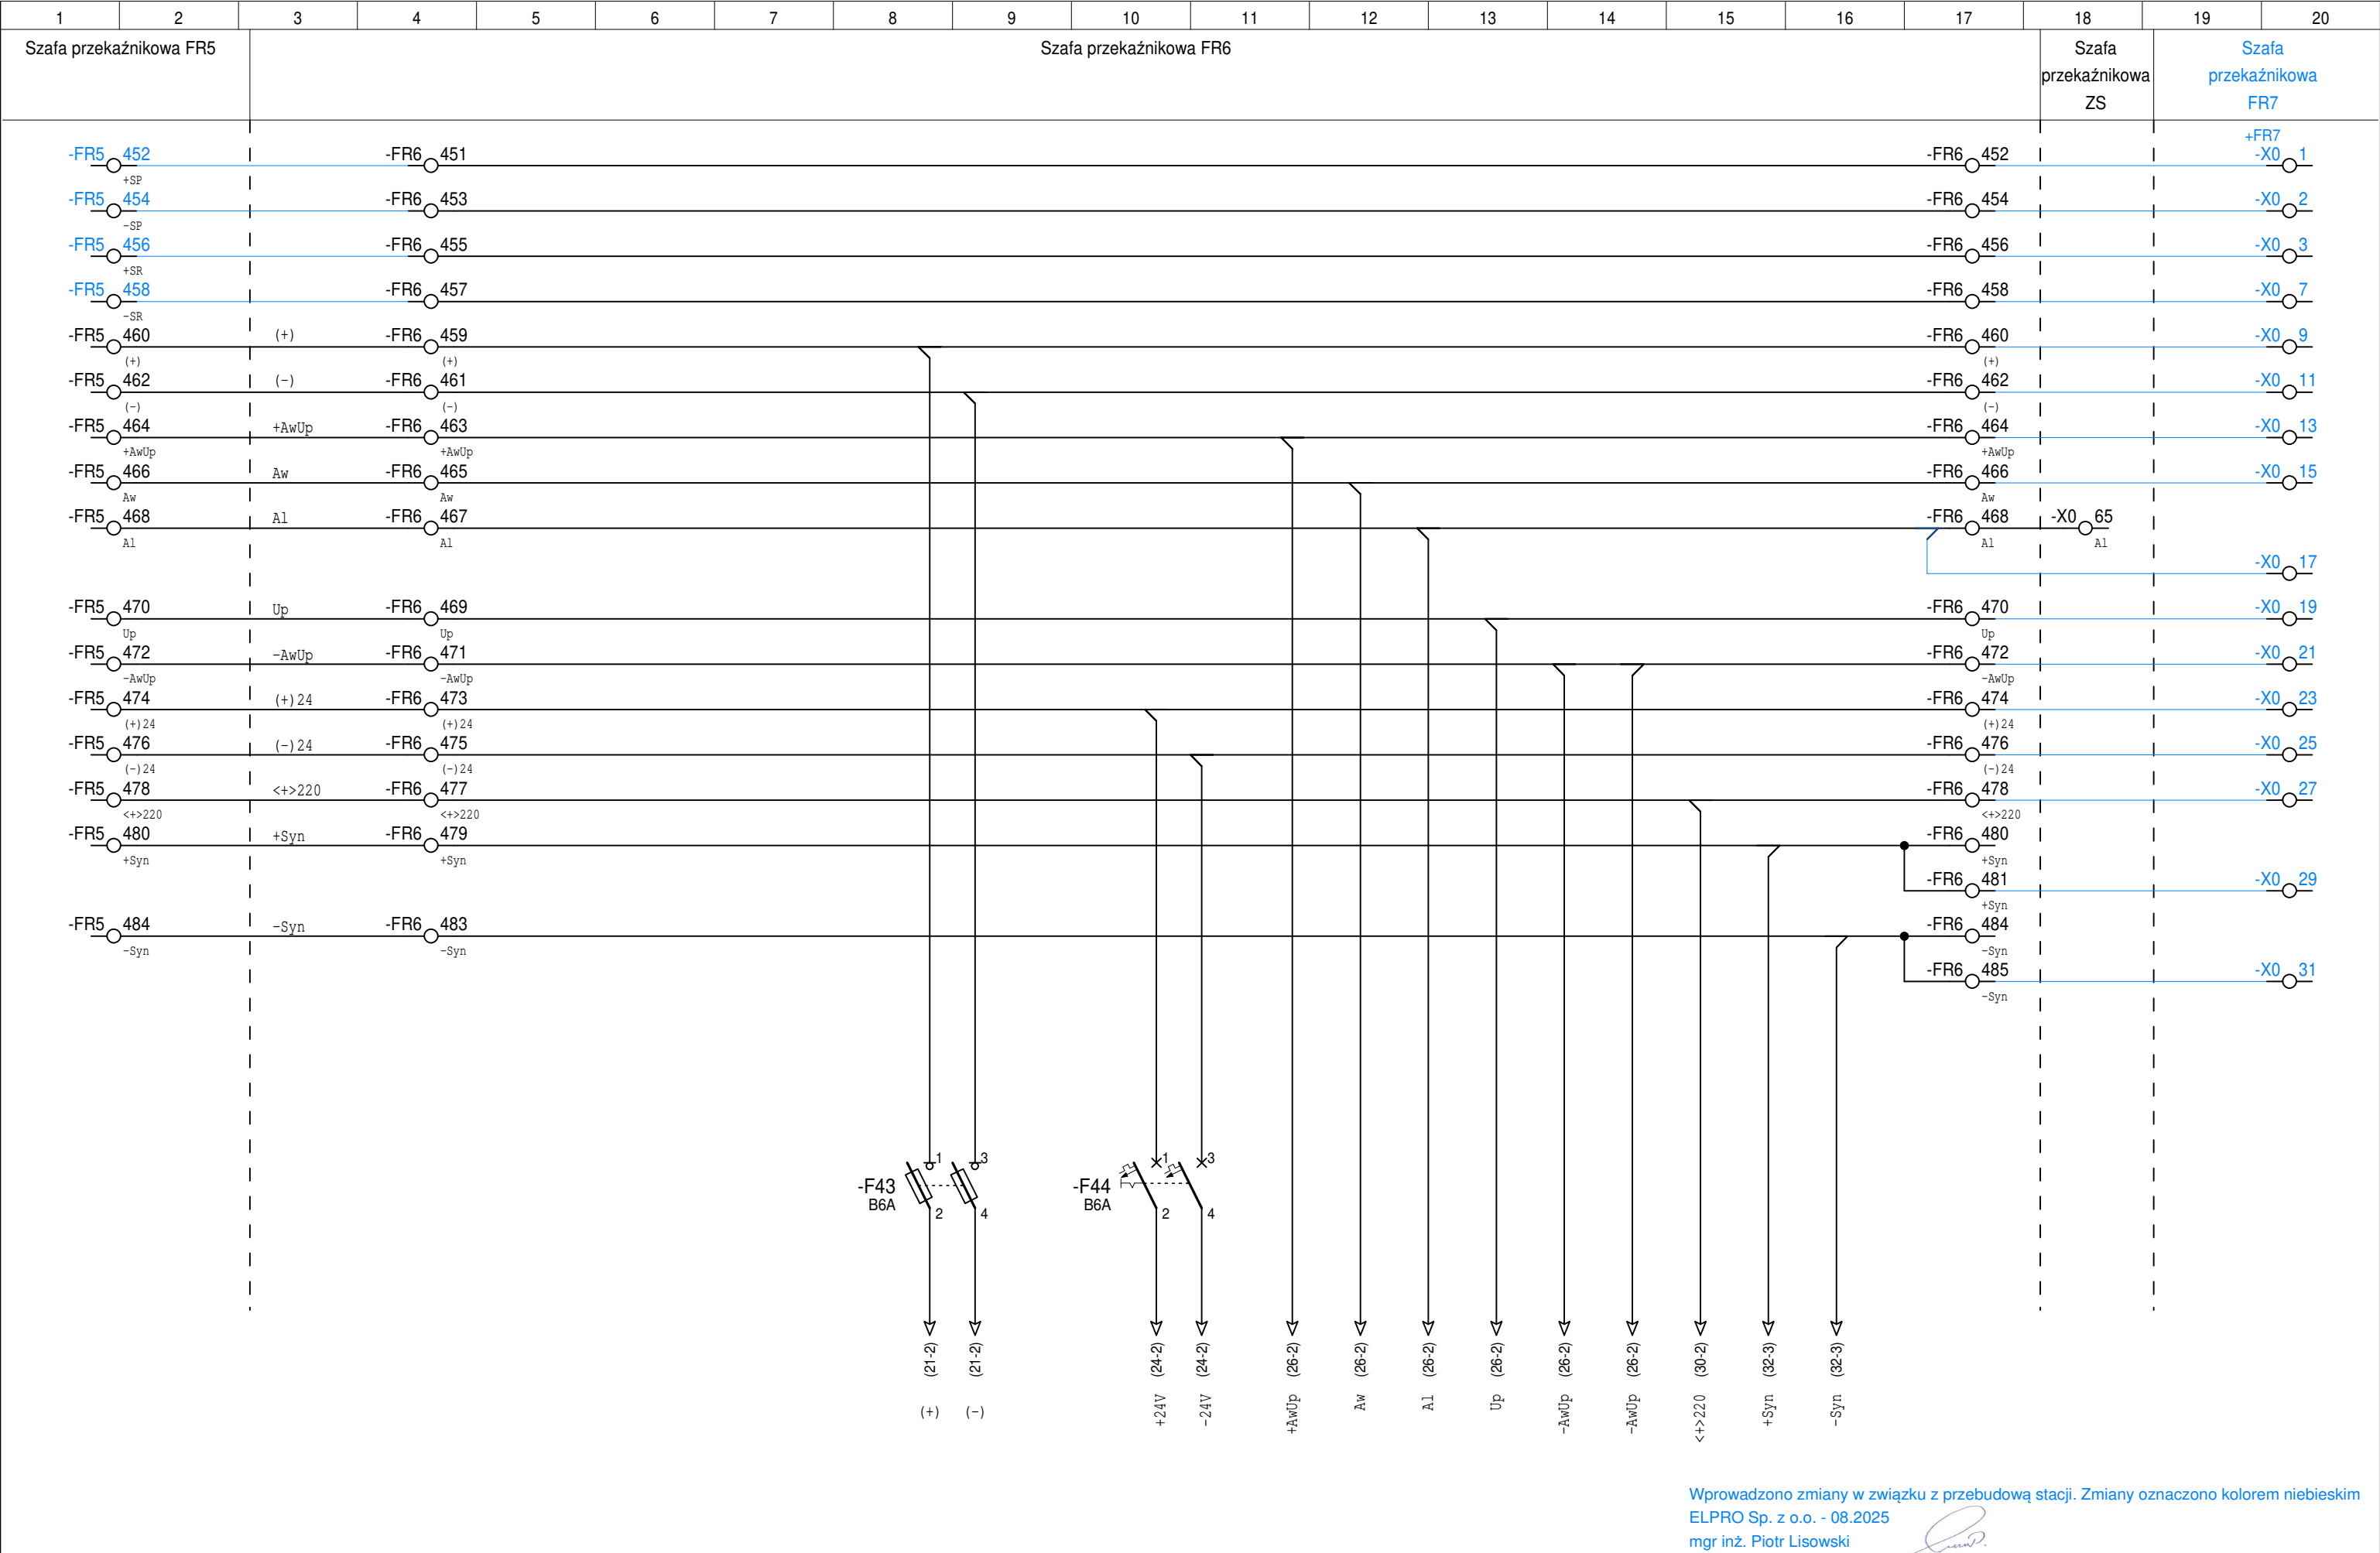 1 2 3 4 5 6 7 8 9 10 11 12 13 14 15 16 17 18 19 20
Szafa przekaźnikowa FR5
Szafa przekaźnikowa FR6
Szafa
przekaźnikowa
ZS
Szafa
przekaźnikowa
FR7
+FR7
-FR5 452 -FR6 451 -FR6 452 -X0 1
+SP
-FR5 454 -FR6 453 -FR6 454 -X0 2
-SP
-FR5 456 -FR6 455 -FR6 456 -X0 3
+SR
-FR5 458 -FR6 457 -FR6 458 -X0 7
-SR
-FR5 460 (+) -FR6 459 -FR6 460 -X0 9
(+) (+) (+)
-FR5 462 (-) -FR6 461 -FR6 462 -X0 11
(-) (-) (-)
-FR5 464 +AwUp -FR6 463 -FR6 464 -X0 13
+AwUp +AwUp +AwUp
-FR5 466 Aw -FR6 465 -FR6 466 -X0 15
Aw Aw Aw
-FR5 468 Al -FR6 467 -FR6 468 -X0 65
Al Al Al Al
-X0 17
-FR5 470 Up -FR6 469 -FR6 470 -X0 19
Up Up Up
-FR5 472 -AwUp -FR6 471 -FR6 472 -X0 21
-AwUp -AwUp -AwUp
-FR5 474 (+)24 -FR6 473 -FR6 474 -X0 23
(+)24 (+)24 (+)24
-FR5 476 (-)24 -FR6 475 -FR6 476 -X0 25
(-)24 (-)24 (-)24
-FR5 478 <+>220 -FR6 477 -FR6 478 -X0 27
<+>220 <+>220 <+>220
-FR5 480 +Syn -FR6 479 -FR6 480
+Syn +Syn +Syn
-FR6 481 -X0 29
+Syn
-FR5 484 -Syn -FR6 483 -FR6 484
-Syn -Syn -Syn
-FR6 485 -X0 31
-Syn
1 3 1 3
-F43 -F44
B6A B6A
2 4 2 4
(21-2) (21-2) (24-2) (24-2) (26-2) (26-2) (26-2) (26-2) (26-2) (26-2) (30-2) (32-3) (32-3)
(+) (-) +24V -24V +AwUp Aw Al Up -AwUp -AwUp <+>220 +Syn -Syn
Wprowadzono zmiany w związku z przebudową stacji. Zmiany oznaczono kolorem niebieskim
ELPRO Sp. z o.o. - 08.2025
mgr inż. Piotr Lisowski